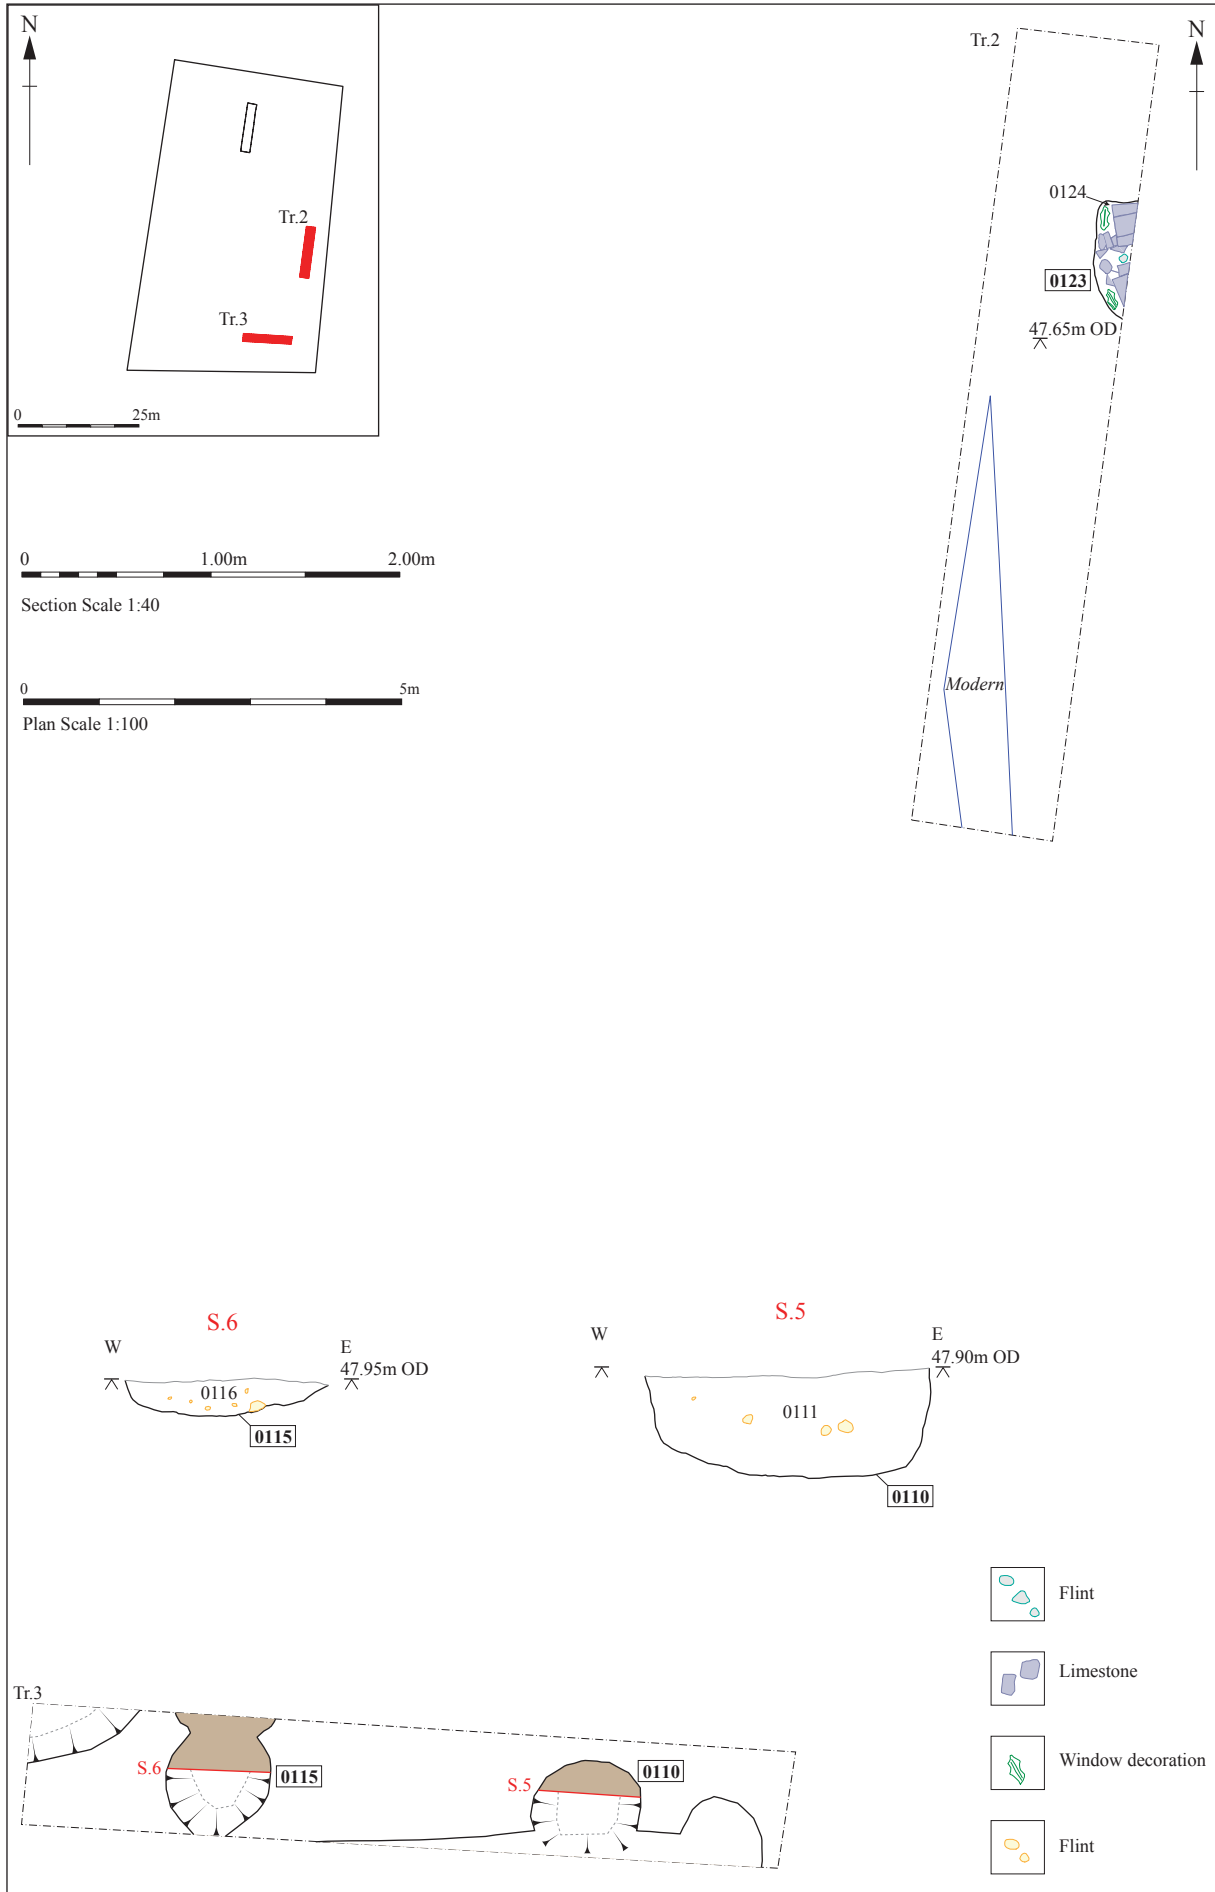 N
Tr.2
Tr.3
0 25m
0 1.00m 2.00m
Section Scale 1:40
0 5m
Plan Scale 1:100
Tr.2
N
0124
0123
47.65m OD
Modern
S.6
W E
47.95m OD
0116
0115
S.5
W E
47.90m OD
0111
0110
Flint
Limestone
Window decoration
Flint
Tr.3
S.6
0115
S.5
0110